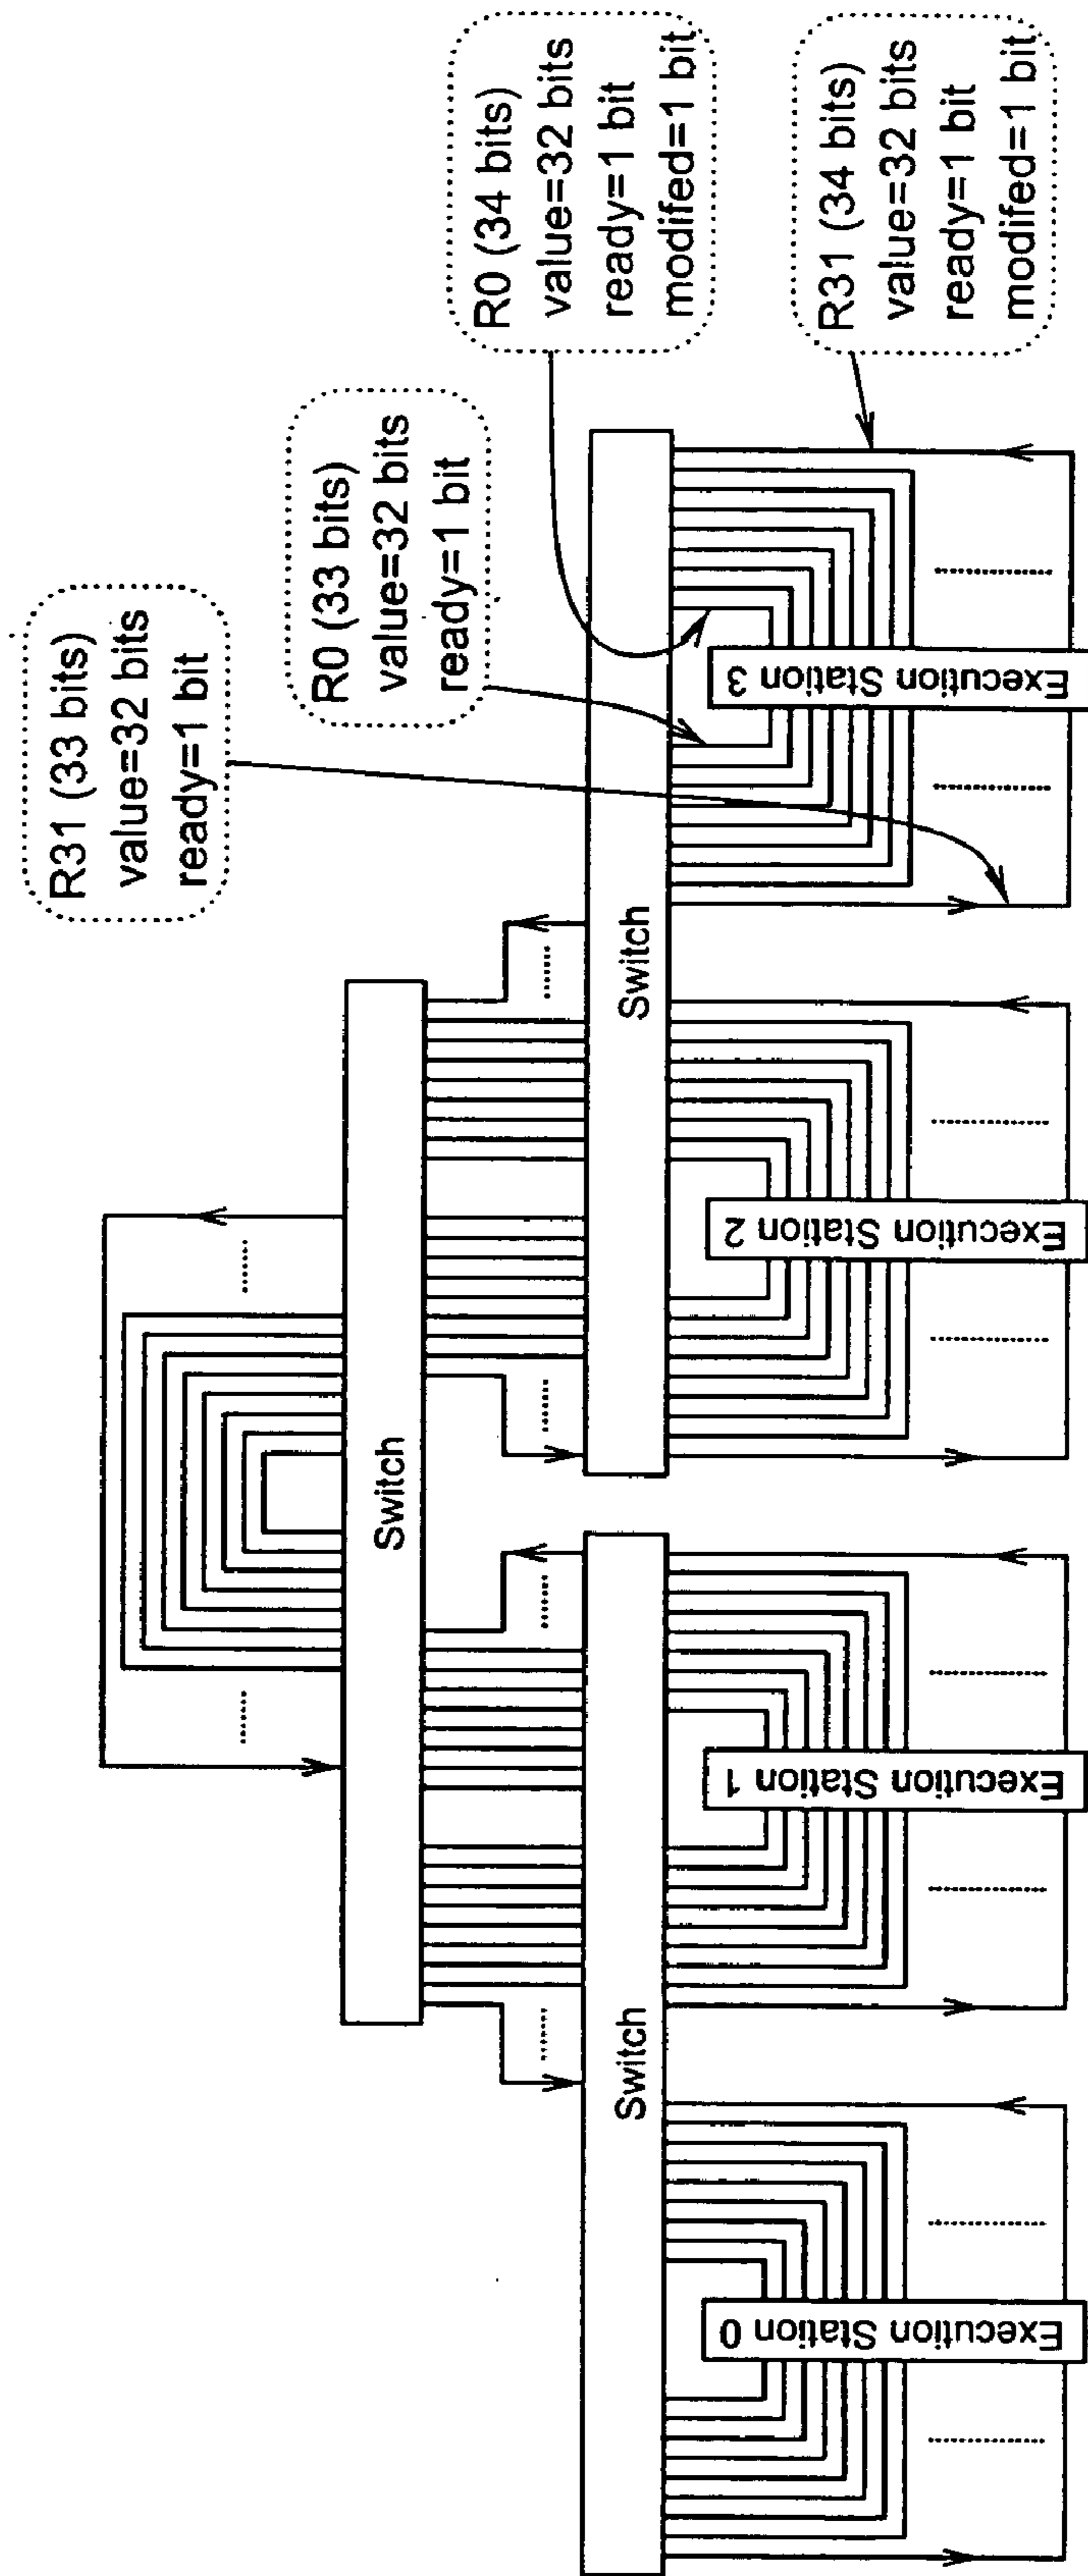 R31 (33 bits)
value=32 bits
ready=1 bit
R0 (33 bits)
value=32 bits
ready=1 bit
R0 (34 bits)
value=32 bits
ready=1 bit
modifed=1 bit
R31 (34 bits)
value=32 bits
ready=1 bit
modifed=1 bit
Switch
Switch
Switch
Execution Station 0
Execution Station 1
Execution Station 2
Execution Station 3